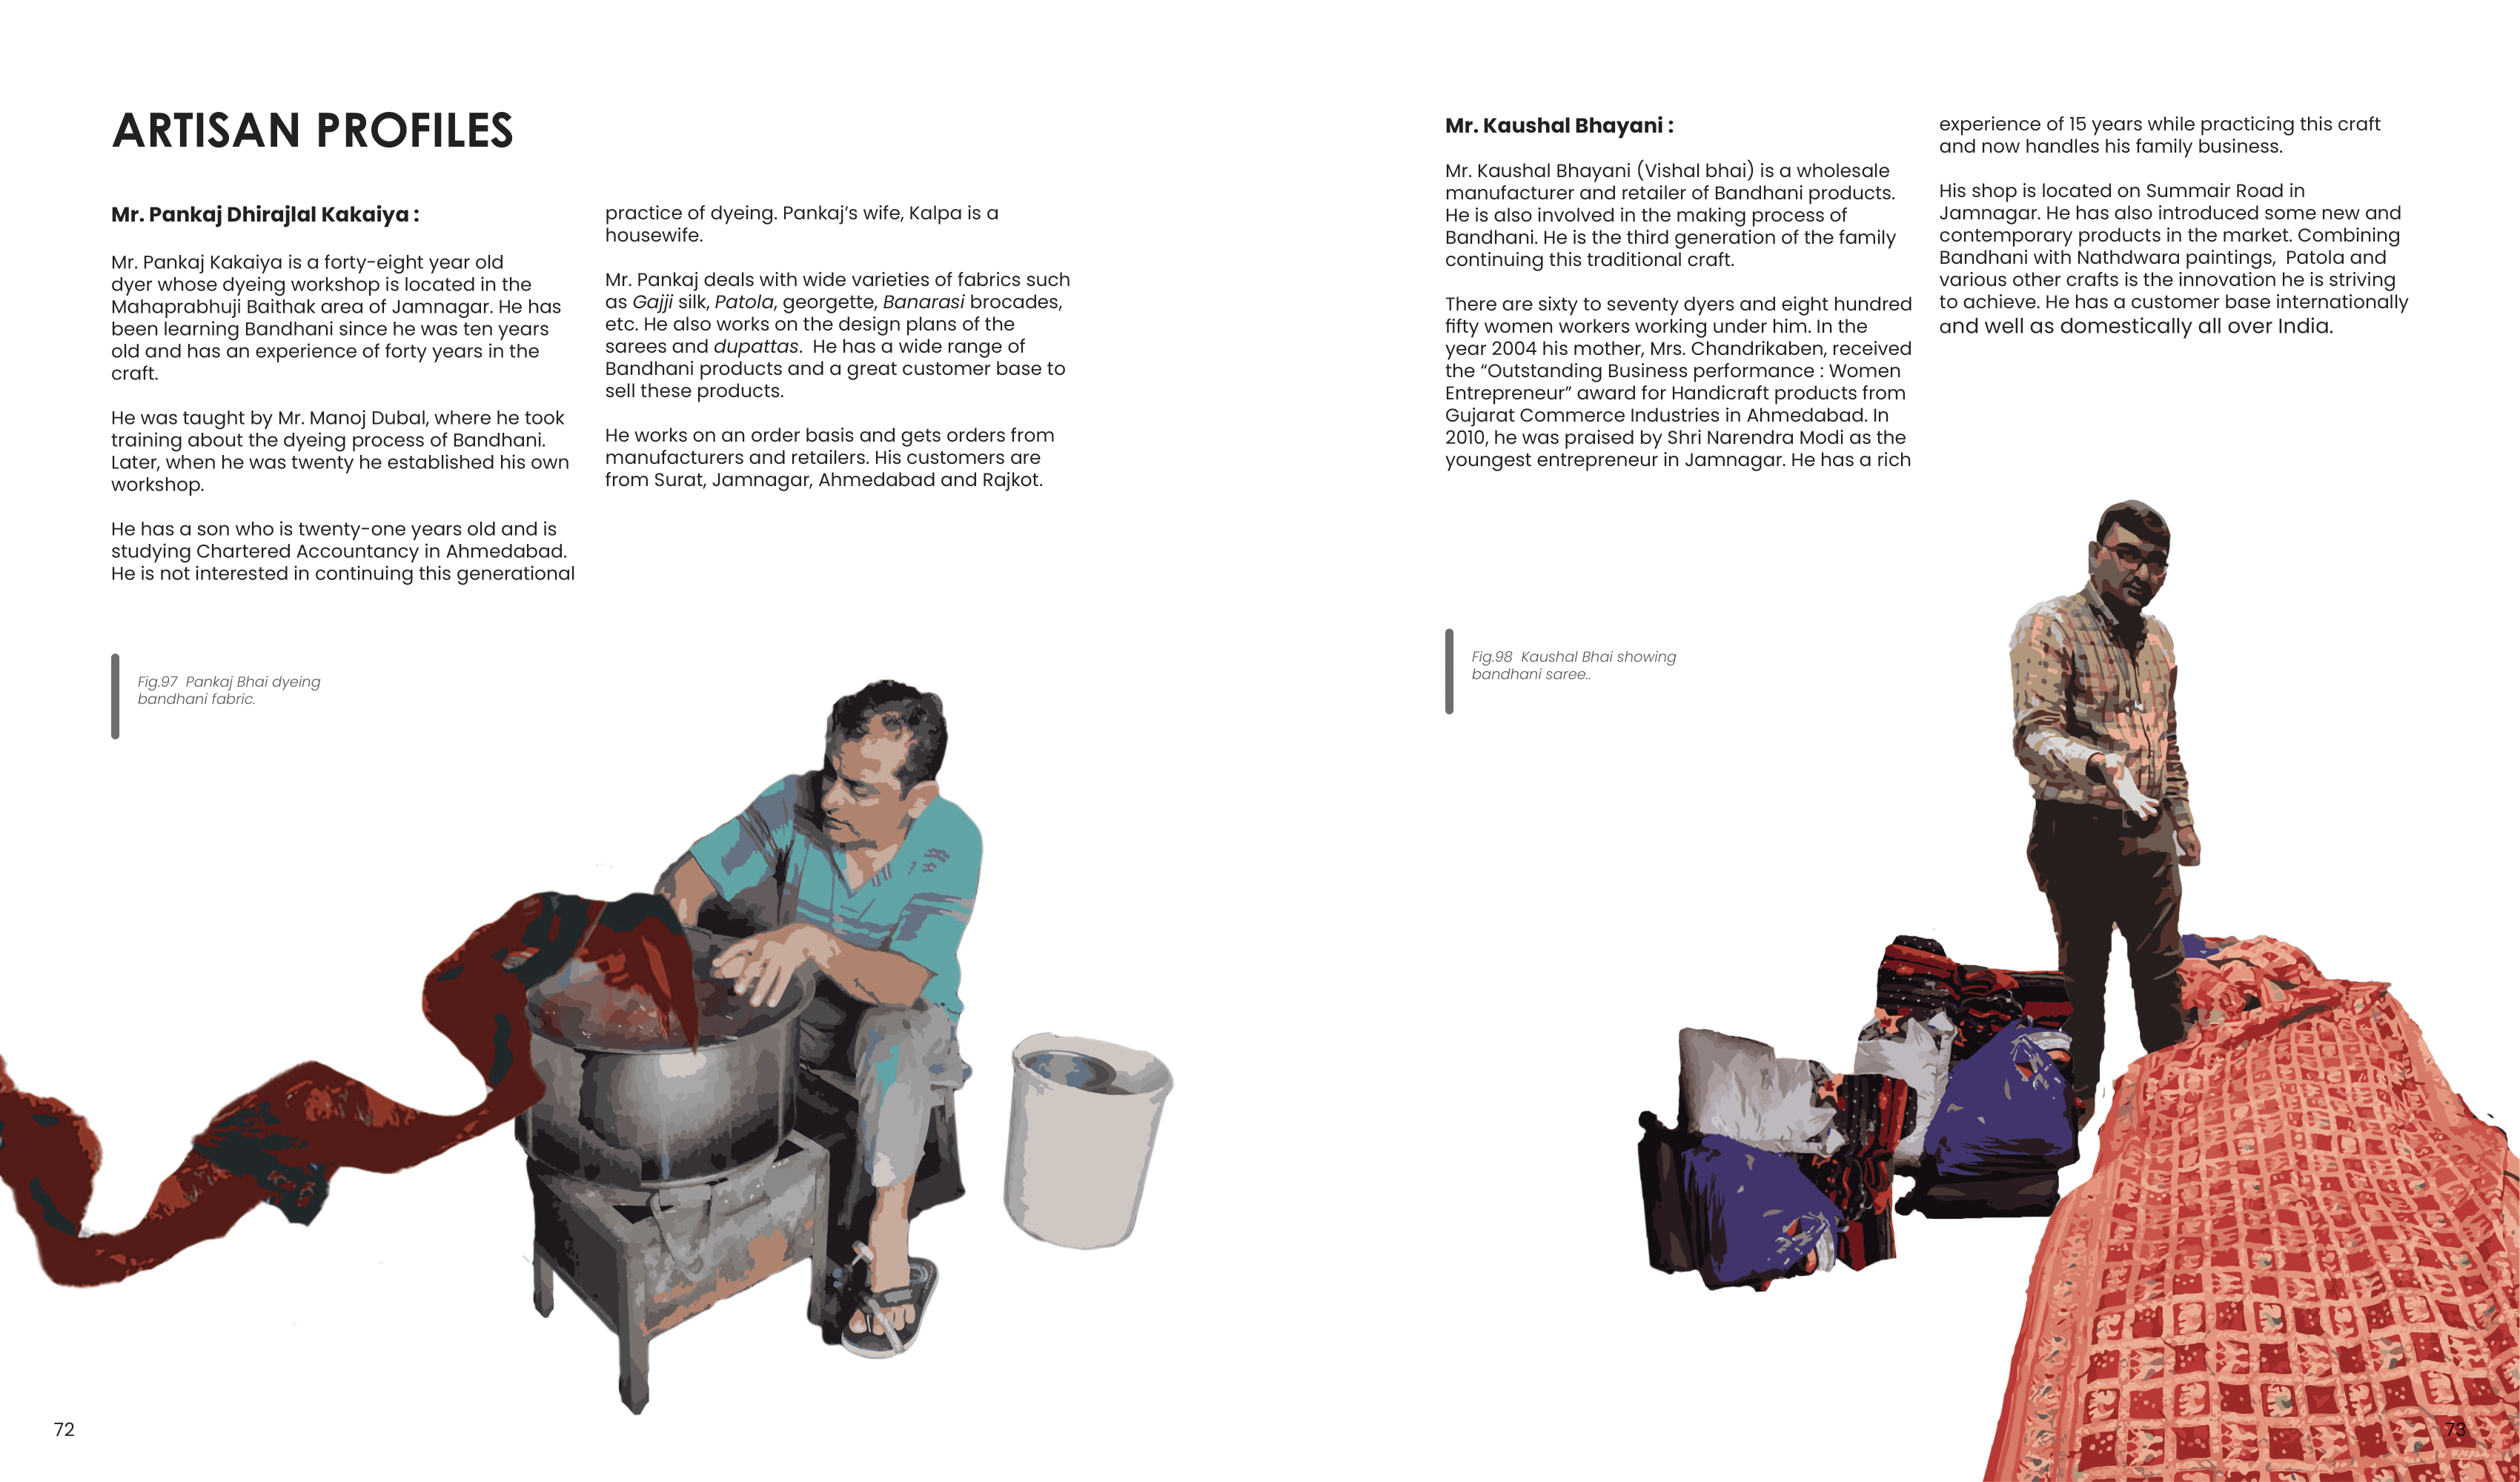 ARTISAN PROFILES
Mr. Pankaj Dhirajlal Kakaiya :
Mr. Pankaj Kakaiya is a forty-eight year old
dyer whose dyeing workshop is located in the
Mahaprabhuji Baithak area of Jamnagar. He has
been learning Bandhani since he was ten years
old and has an experience of forty years in the
craft.
He was taught by Mr. Manoj Dubal, where he took
training about the dyeing process of Bandhani.
Later, when he was twenty he established his own
workshop.
He has a son who is twenty-one years old and is
studying Chartered Accountancy in Ahmedabad.
He is not interested in continuing this generational
practice of dyeing. Pankaj’s wife, Kalpa is a
housewife.
Mr. Pankaj deals with wide varieties of fabrics such
as Gajji silk, Patola, georgette, Banarasi brocades,
etc. He also works on the design plans of the
sarees and dupattas.  He has a wide range of
Bandhani products and a great customer base to
sell these products.
He works on an order basis and gets orders from
manufacturers and retailers. His customers are
from Surat, Jamnagar, Ahmedabad and Rajkot.
Fig.97  Pankaj Bhai dyeing
bandhani fabric.
72
Mr. Kaushal Bhayani :
Mr. Kaushal Bhayani (Vishal bhai) is a wholesale
manufacturer and retailer of Bandhani products.
He is also involved in the making process of
Bandhani. He is the third generation of the family
continuing this traditional craft.
There are sixty to seventy dyers and eight hundred
fifty women workers working under him. In the
year 2004 his mother, Mrs. Chandrikaben, received
the “Outstanding Business performance : Women
Entrepreneur” award for Handicraft products from
Gujarat Commerce Industries in Ahmedabad. In
2010, he was praised by Shri Narendra Modi as the
youngest entrepreneur in Jamnagar. He has a rich
experience of 15 years while practicing this craft
and now handles his family business.
His shop is located on Summair Road in
Jamnagar. He has also introduced some new and
contemporary products in the market. Combining
Bandhani with Nathdwara paintings,  Patola and
various other crafts is the innovation he is striving
to achieve. He has a customer base internationally
and well as domestically all over India.
Fig.98  Kaushal Bhai showing
bandhani saree..
73